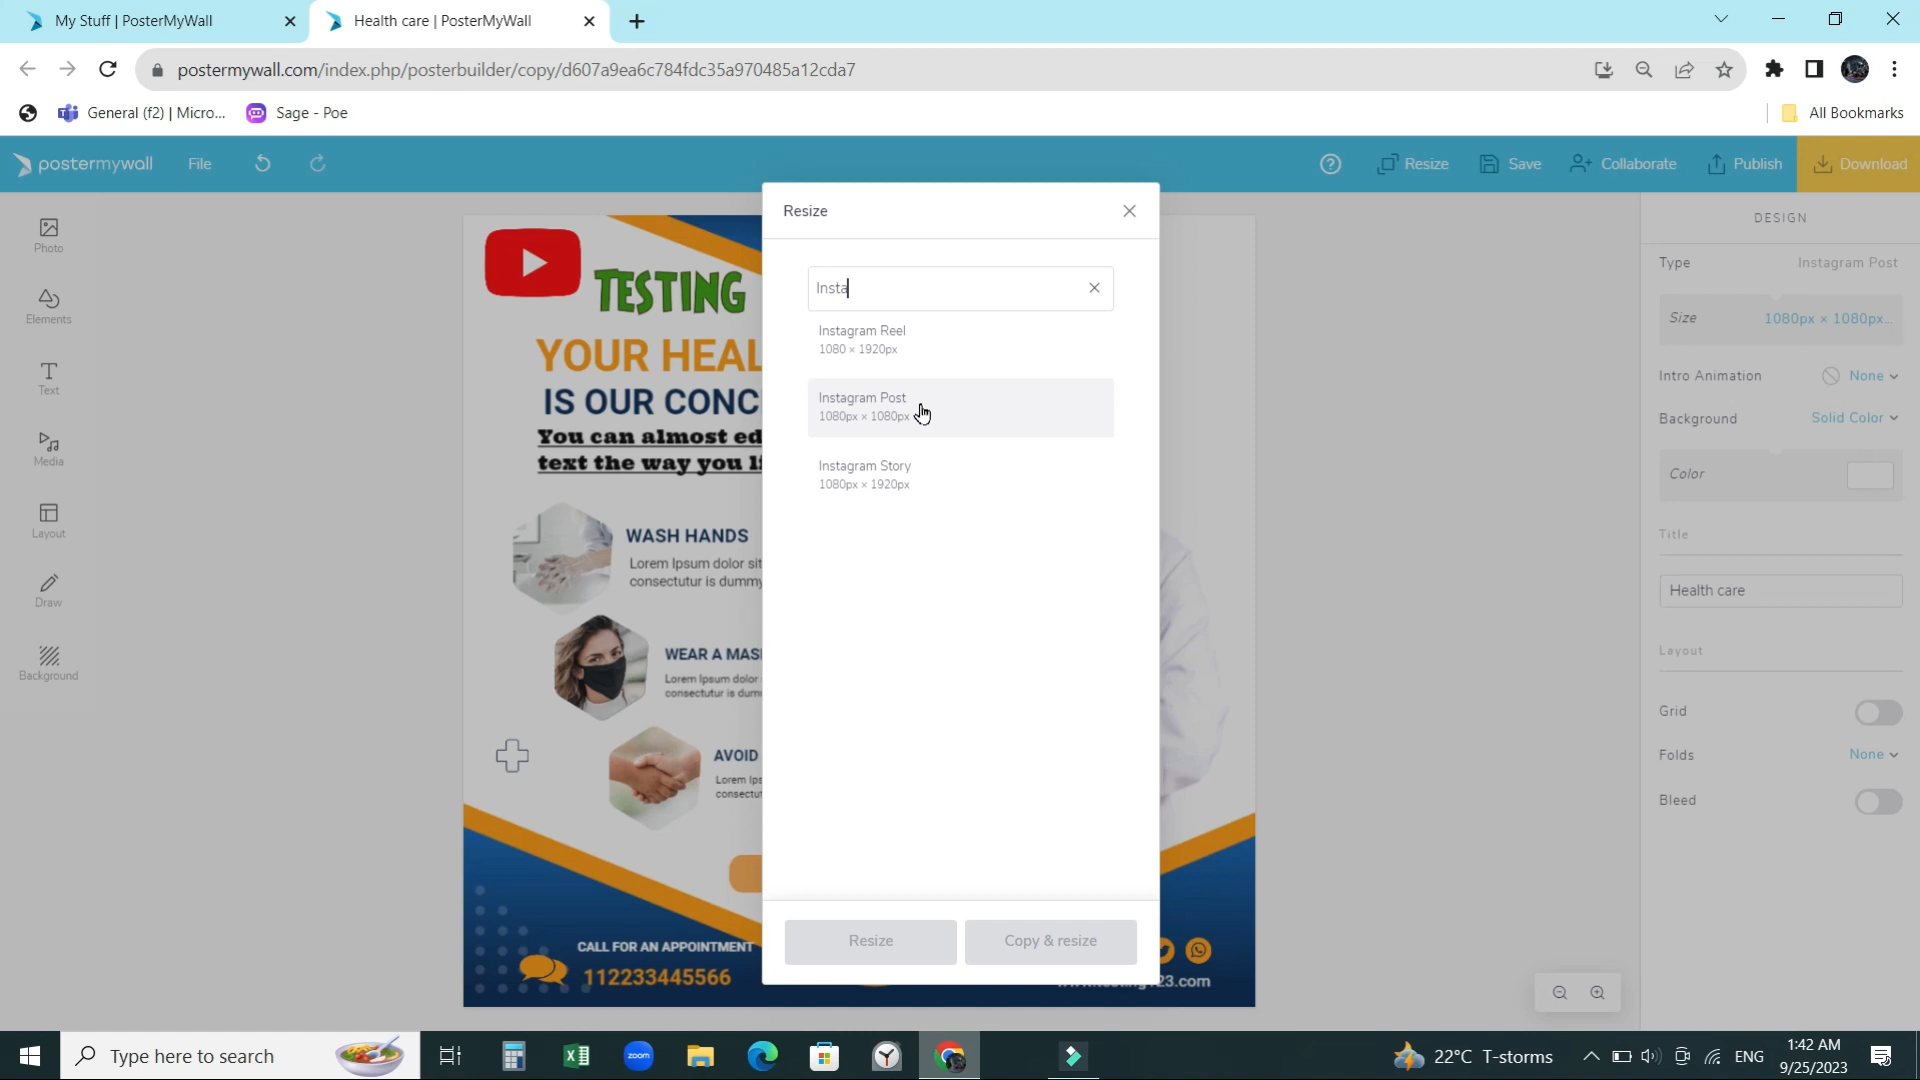 My Stuff | PosterMyWall
Health care | PosterMyWall
postermywall.com/index.php/posterbuilder/copy/d607a9ea6c784fdc35a970485a12cda7
General (f2) | Micro...
Sage - Poe
All Bookmarks
postermywall
File
Resize
Save
Collaborate
Publish
Download
Photo
Elements
Text
Media
Layout
Draw
Background
TESTING
YOUR HEAL
IS OUR CONC
You can almost ed
text the way you li
WASH HANDS
Lorem Ipsum dolor sit
consectutur is dummy
WEAR A MAS
Lorem Ipsum dolor
consectutur is dum
AVOID
Lorem Ips
consectut
CALL FOR AN APPOINTMENT
112233445566
23.com
Resize
Insta
Instagram Reel
1080 × 1920px
Instagram Post
1080px × 1080px
Instagram Story
1080px × 1920px
Resize
Copy & resize
DESIGN
Type
Instagram Post
Size
1080px × 1080px...
Intro Animation
None
Background
Solid Color
Color
Title
Health care
Layout
Grid
Folds
None
Bleed
Type here to search
zoom
22°C T-storms
ENG
1:42 AM
9/25/2023